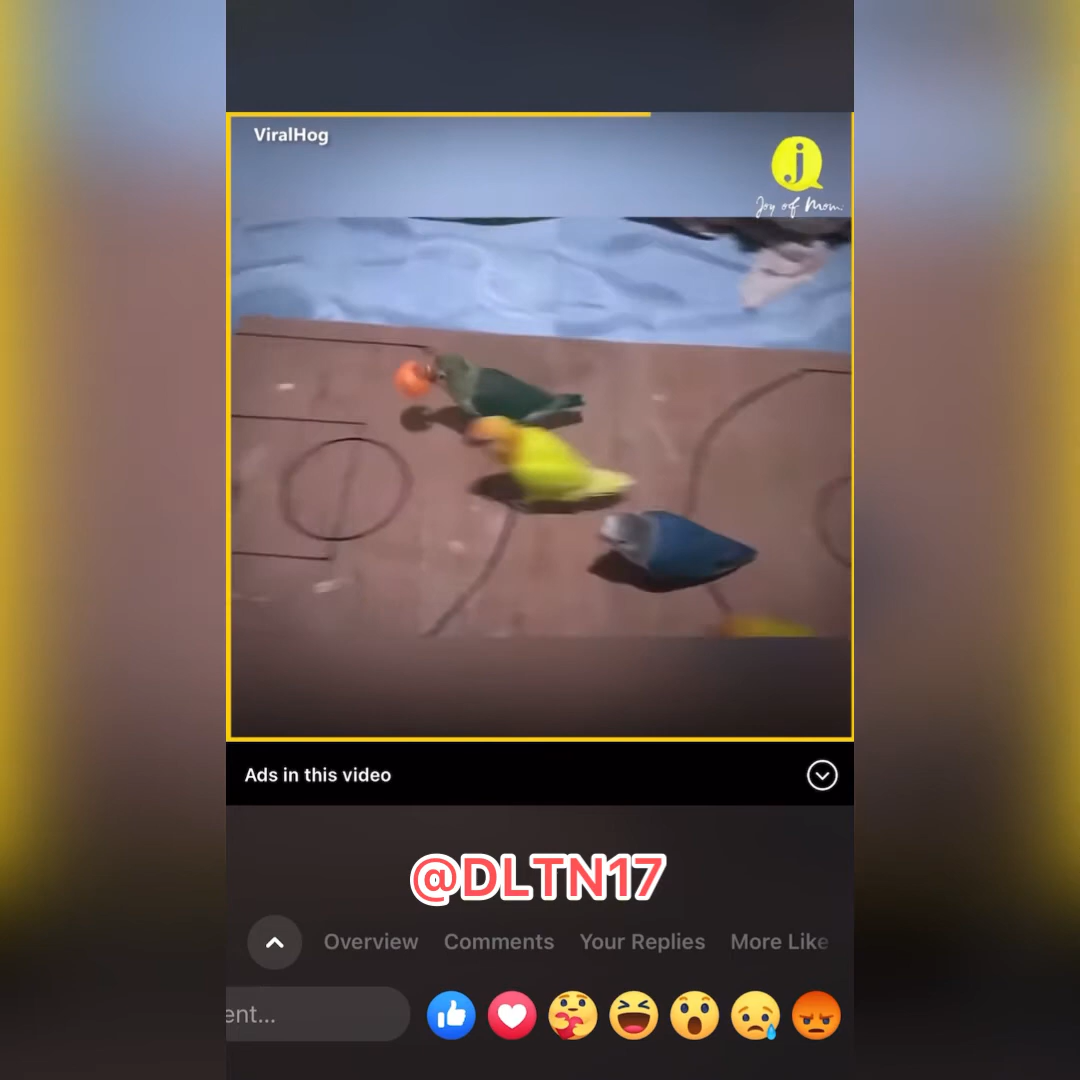 ViralHog
j
Joy of Mom.
Ads in this video
@DLTN17
Overview Comments Your Replies More Like
ent...